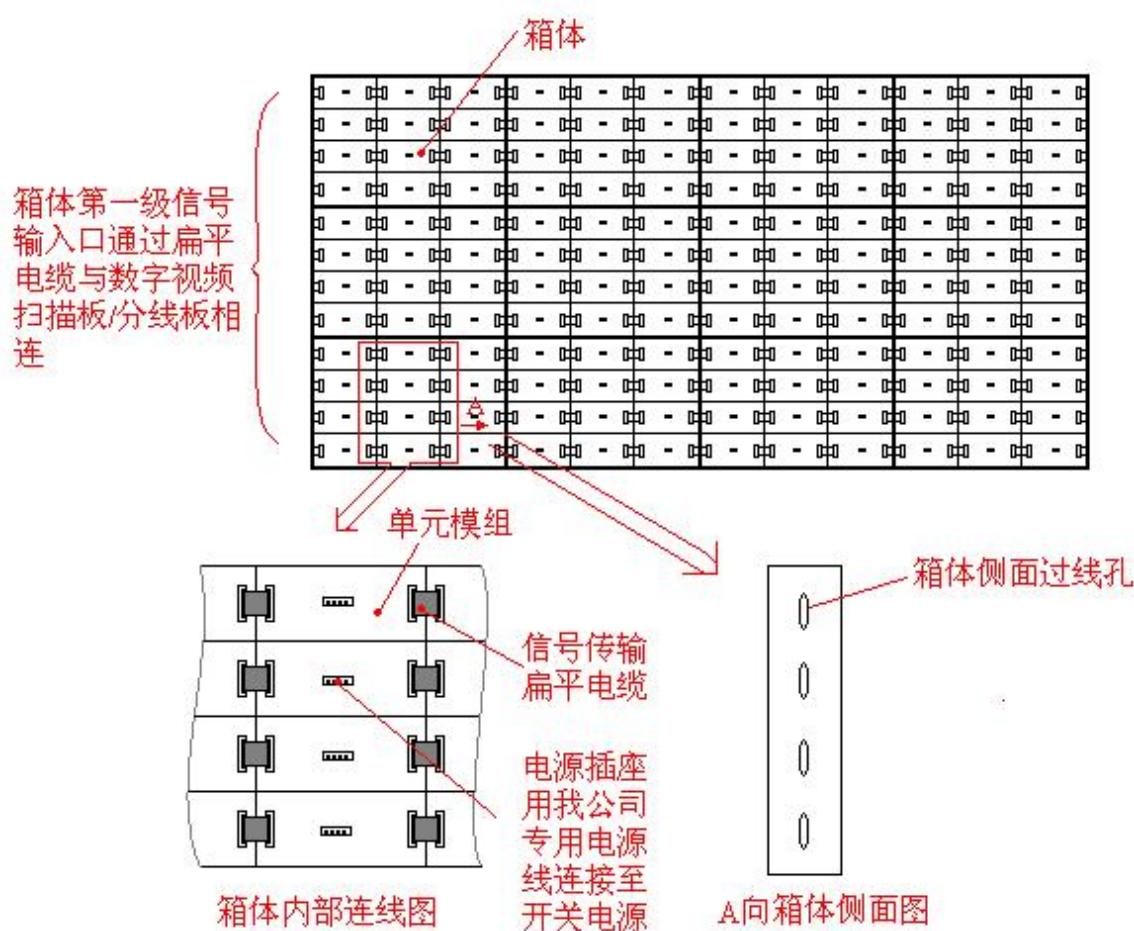 箱体
箱体第一级信号
输入口通过扁平
电缆与数字视频
扫描板/分线板相
连
A
单元模组
箱体侧面过线孔
信号传输
扁平电缆
电源插座
用我公司
专用电源
线连接至
开关电源
箱体内部连线图
A向箱体侧面图